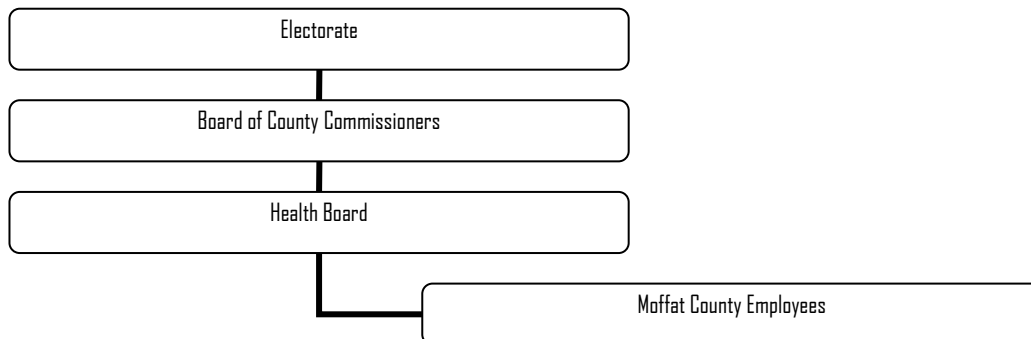 Electorate
Board of County Commissioners
Health Board
Moffat County Employees